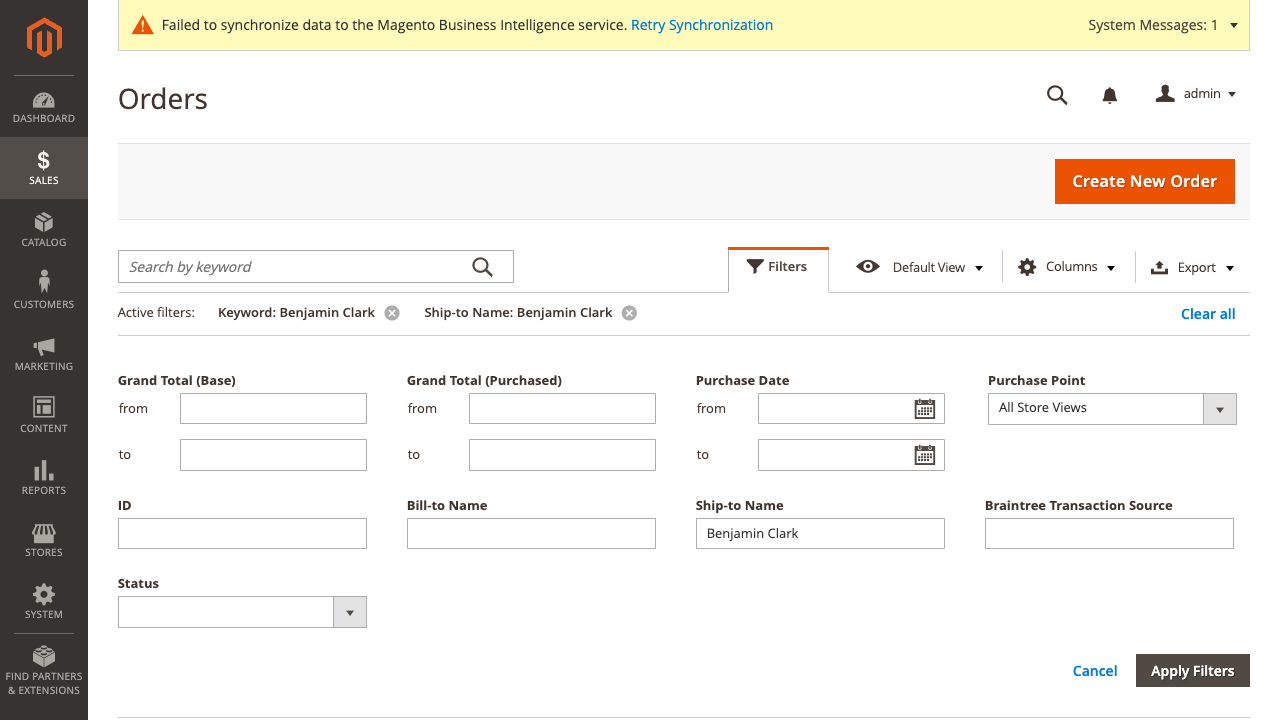 Failed to synchronize data to the Magento Business Intelligence service. Retry Synchronization
System Messages: 1
DASHBOARD
SALES
CATALOG
CUSTOMERS
MARKETING
CONTENT
REPORTS
STORES
SYSTEM
FIND PARTNERS
& EXTENSIONS
Orders
admin
Create New Order
Search by keyword
Filters
Default View
Columns
Export
Active filters:
Keyword: Benjamin Clark
Ship-to Name: Benjamin Clark
Clear all
Grand Total (Base)
from
to
Grand Total (Purchased)
from
to
Purchase Date
from
to
Purchase Point
All Store Views
ID
Bill-to Name
Ship-to Name
Benjamin Clark
Braintree Transaction Source
Status
Cancel
Apply Filters